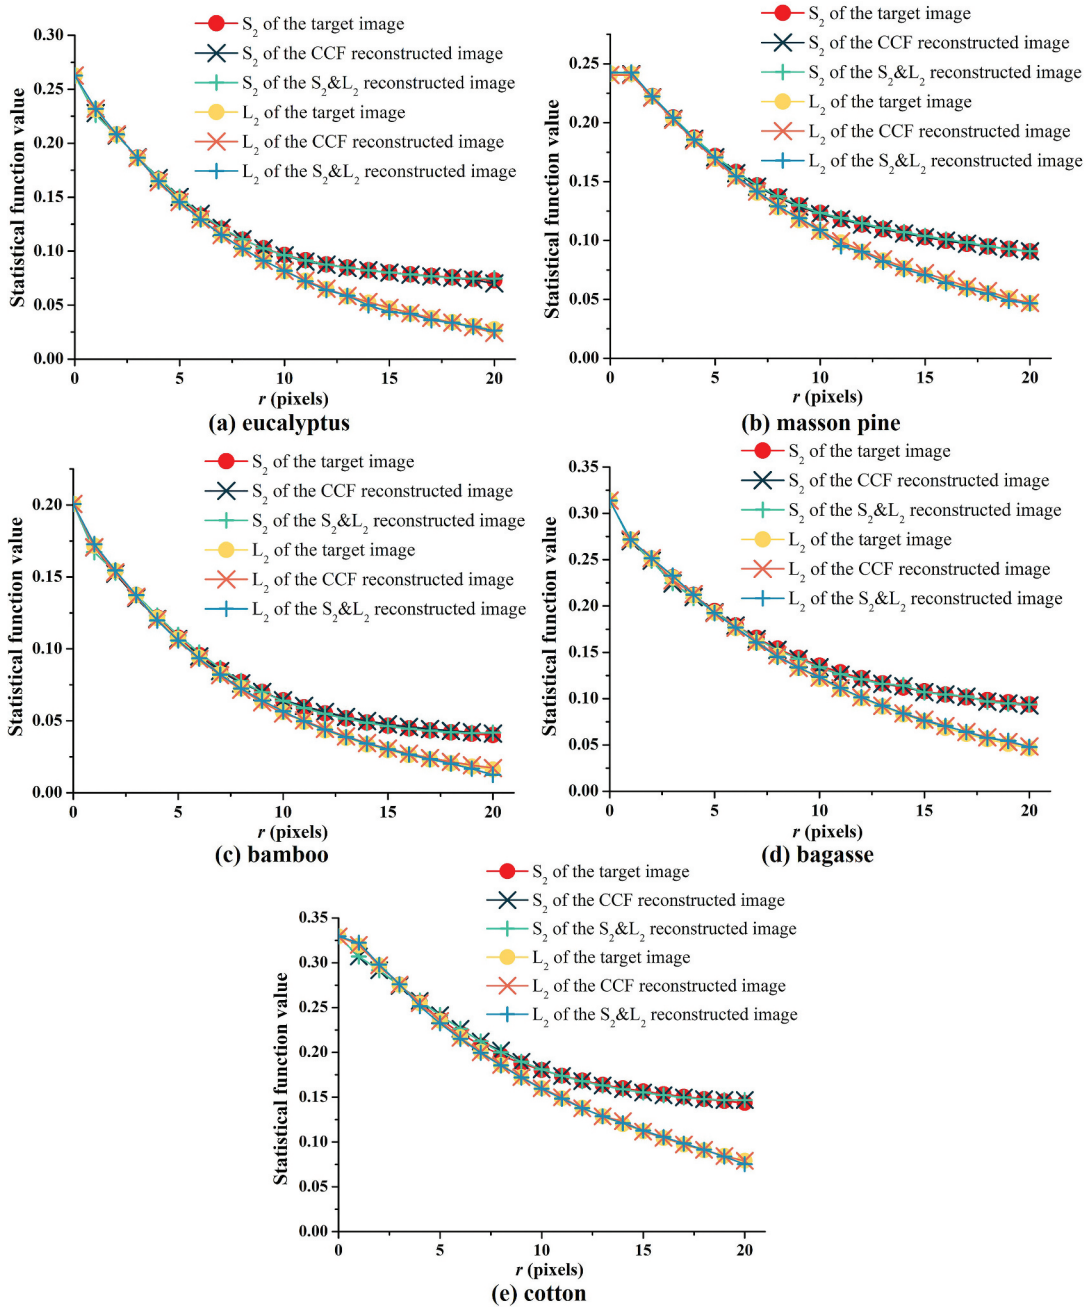 S2 of the target image
S2 of the CCF reconstructed image
S2 of the S2&L2 reconstructed image
L2 of the target image
L2 of the CCF reconstructed image
L2 of the S2&L2 reconstructed image
Statistical function value
0.30
0.25
0.20
0.15
0.10
0.05
0.00
0 5 10 15 20
r (pixels)
(a) eucalyptus
S2 of the target image
S2 of the CCF reconstructed image
S2 of the S2&L2 reconstructed image
L2 of the target image
L2 of the CCF reconstructed image
L2 of the S2&L2 reconstructed image
Statistical function value
0.25
0.20
0.15
0.10
0.05
0.00
0 5 10 15 20
r (pixels)
(b) masson pine
S2 of the target image
S2 of the CCF reconstructed image
S2 of the S2&L2 reconstructed image
L2 of the target image
L2 of the CCF reconstructed image
L2 of the S2&L2 reconstructed image
Statistical function value
0.20
0.15
0.10
0.05
0.00
0 5 10 15 20
r (pixels)
(c) bamboo
S2 of the target image
S2 of the CCF reconstructed image
S2 of the S2&L2 reconstructed image
L2 of the target image
L2 of the CCF reconstructed image
L2 of the S2&L2 reconstructed image
Statistical function value
0.35
0.30
0.25
0.20
0.15
0.10
0.05
0.00
0 5 10 15 20
r (pixels)
(d) bagasse
S2 of the target image
S2 of the CCF reconstructed image
S2 of the S2&L2 reconstructed image
L2 of the target image
L2 of the CCF reconstructed image
L2 of the S2&L2 reconstructed image
Statistical function value
0.35
0.30
0.25
0.20
0.15
0.10
0.05
0.00
0 5 10 15 20
r (pixels)
(e) cotton